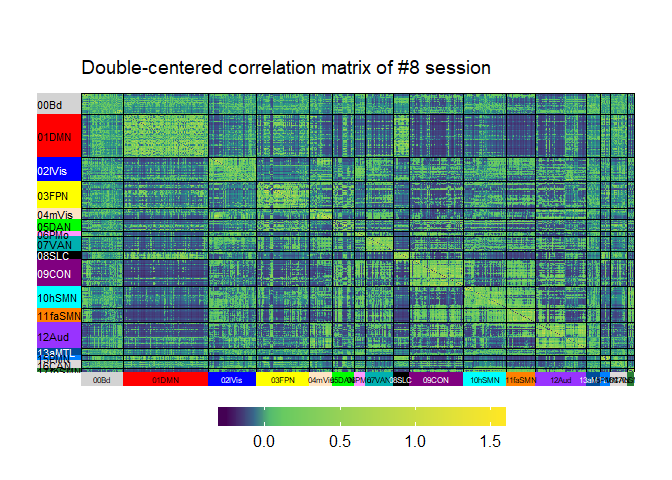 Double-centered correlation matrix of #8 session
00Bd
01DMN
02lVis
03FPN
04mVis
05DAN
06PMo
07VAN
08SLC
09CON
10hSMN
11faSMN
12Aud
13aMTL
00Bd
01DMN
02lVis
03FPN
04mVis
05DAN
07VAN
08SLC
09CON
10hSMN
11faSMN
12Aud
0.0
0.5
1.0
1.5